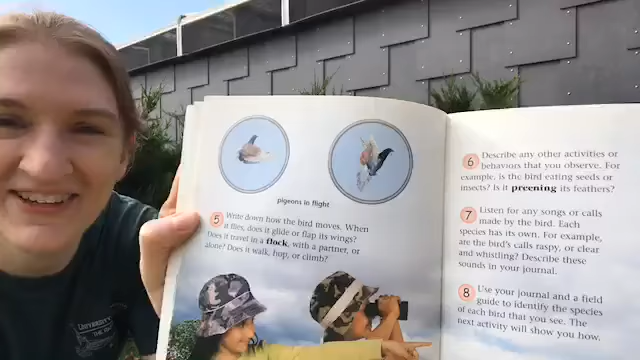 pigeons in flight
5 Write down how the bird moves. When
it flies, does it glide or flap its wings?
Does it travel in a flock, with a partner, or
alone? Does it walk, hop, or climb?
6 Describe any other activities or
behaviors that you observe. For
example, is the bird eating seeds or
insects? Is it preening its feathers?
7 Listen for any songs or calls
made by the bird. Each
species has its own. For example,
are the bird's calls raspy, or clear
and whistling? Describe these
sounds in your journal.
8 Use your journal and a field
guide to identify the species
of each bird that you see. The
next activity will show you how.
UNIVERSITY